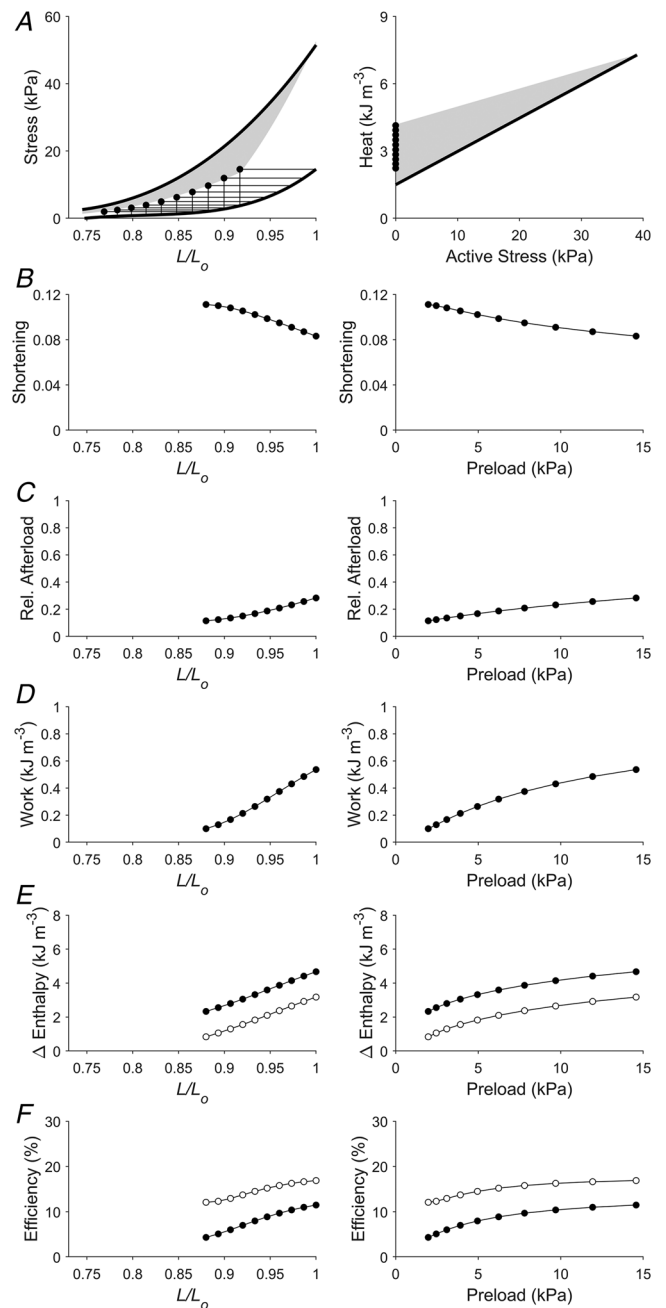 A
Stress (kPa)
60
40
20
0
0.75 0.8 0.85 0.9 0.95 1
L/Lo
Heat (kJ m-3)
9
6
3
0
0 10 20 30 40
Active Stress (kPa)
B
Shortening
0.12
0.08
0.04
0
0.75 0.8 0.85 0.9 0.95 1
L/Lo
Shortening
0.12
0.08
0.04
0
0 5 10 15
Preload (kPa)
C
Rel. Afterload
1
0.8
0.6
0.4
0.2
0
0.75 0.8 0.85 0.9 0.95 1
L/Lo
Rel. Afterload
1
0.8
0.6
0.4
0.2
0
0 5 10 15
Preload (kPa)
D
Work (kJ m-3)
1
0.8
0.6
0.4
0.2
0
0.75 0.8 0.85 0.9 0.95 1
L/Lo
Work (kJ m-3)
1
0.8
0.6
0.4
0.2
0
0 5 10 15
Preload (kPa)
E
Δ Enthalpy (kJ m-3)
8
6
4
2
0
0.75 0.8 0.85 0.9 0.95 1
L/Lo
Δ Enthalpy (kJ m-3)
8
6
4
2
0
0 5 10 15
Preload (kPa)
F
Efficiency (%)
30
20
10
0
0.75 0.8 0.85 0.9 0.95 1
L/Lo
Efficiency (%)
30
20
10
0
0 5 10 15
Preload (kPa)